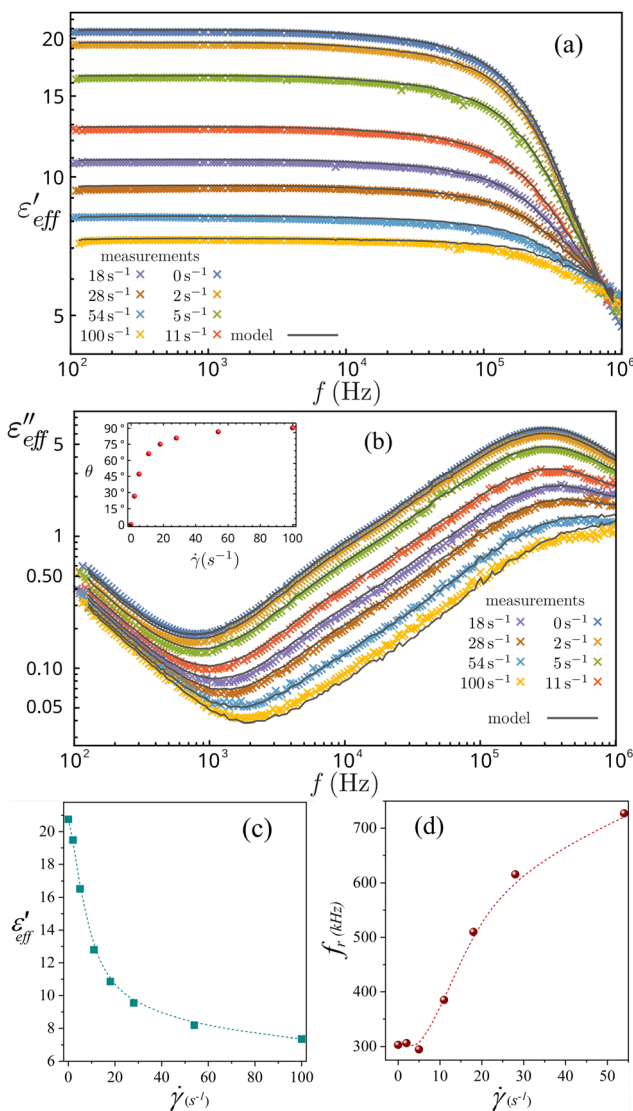 (a)
20
15
10
5
ε′eff
measurements
18 s⁻¹ 0 s⁻¹
28 s⁻¹ 2 s⁻¹
54 s⁻¹ 5 s⁻¹
100 s⁻¹ 11 s⁻¹
model
10² 10³ 10⁴ 10⁵ 10⁶
f (Hz)
(b)
ε″eff
5
1
0.50
0.10
0.05
90°
75°
60°
45°
30°
15°
0°
θ
0 20 40 60 80 100
γ̇(s⁻¹)
measurements
18 s⁻¹ 0 s⁻¹
28 s⁻¹ 2 s⁻¹
54 s⁻¹ 5 s⁻¹
100 s⁻¹ 11 s⁻¹
model
10² 10³ 10⁴ 10⁵ 10⁶
f (Hz)
(c)
22
20
18
16
14
12
10
8
6
ε′eff
0 20 40 60 80 100
γ̇(s⁻¹)
(d)
700
600
500
400
300
fr (kHz)
0 10 20 30 40 50
γ̇(s⁻¹)